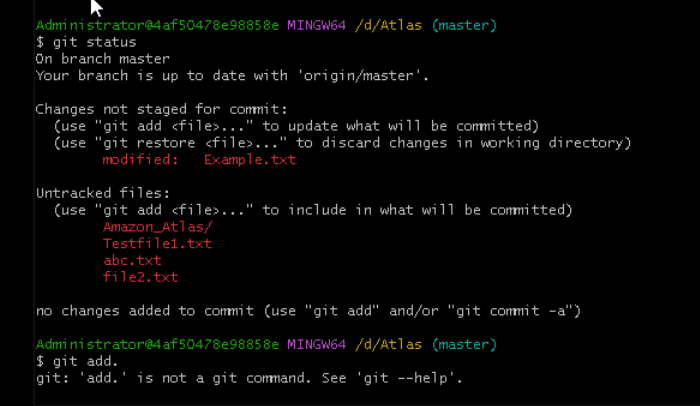 Administrator@4af50478e98858e MINGW64 /d/Atlas (master)
$ git status
On branch master
Your branch is up to date with 'origin/master'.
Changes not staged for commit:
(use "git add <file>..." to update what will be committed)
(use "git restore <file>..." to discard changes in working directory)
modified: Example.txt
Untracked files:
(use "git add <file>..." to include in what will be committed)
Amazon_Atlas/
Testfile1.txt
abc.txt
file2.txt
no changes added to commit (use "git add" and/or "git commit -a")
Administrator@4af50478e98858e MINGW64 /d/Atlas (master)
$ git add.
git: 'add.' is not a git command. See 'git --help'.